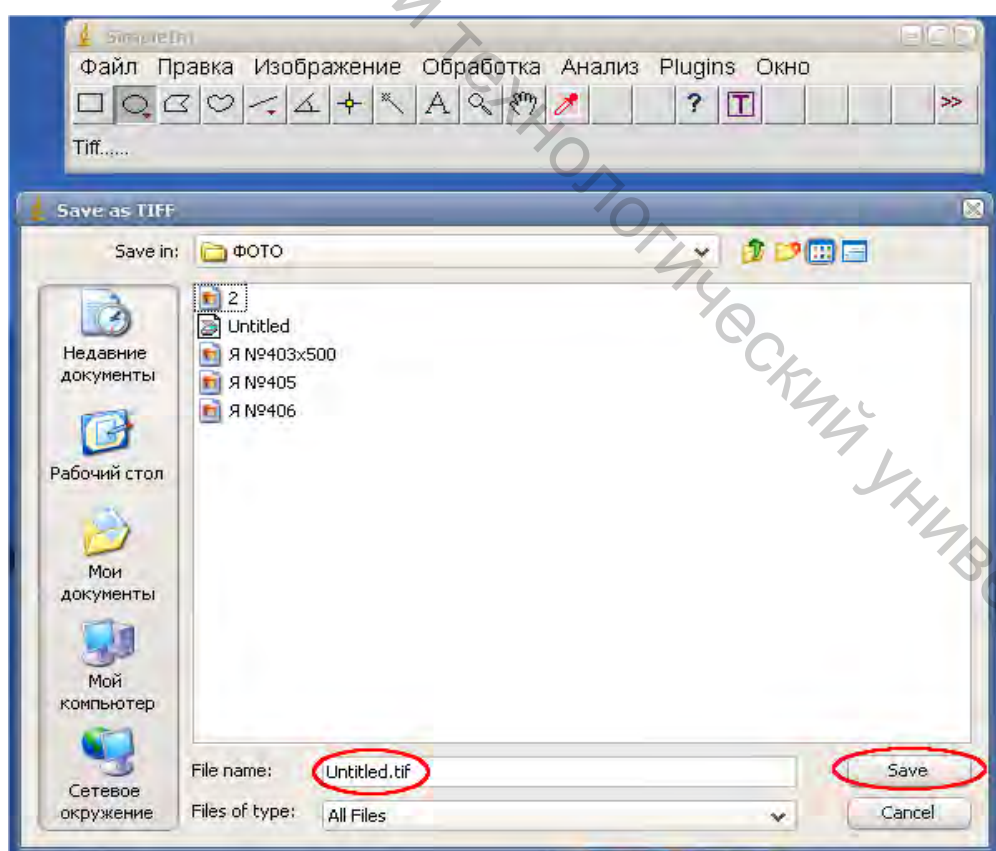 SimpleIm
Файл Правка Изображение Обработка Анализ Plugins Окно
A ? T >>
Tiff......
Save as TIFF
Save in: ФОТО
2
Untitled
Я №403x500
Я №405
Я №406
Недавние
документы
Рабочий стол
Мои
документы
Мой
компьютер
Сетевое
окружение
File name: Untitled.tif Save
Files of type: All Files Cancel
й технологический униве